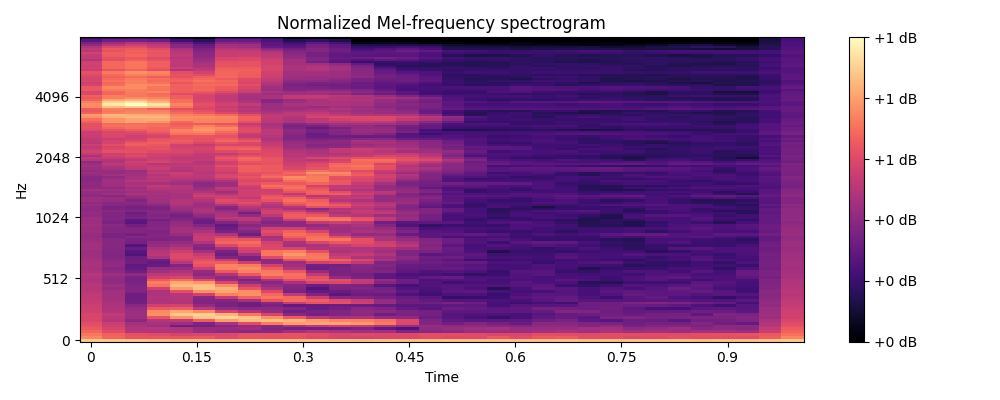 Normalized Mel-frequency spectrogram
Hz
4096
2048
1024
512
0
0 0.15 0.3 0.45 0.6 0.75 0.9
Time
+1 dB
+1 dB
+1 dB
+0 dB
+0 dB
+0 dB